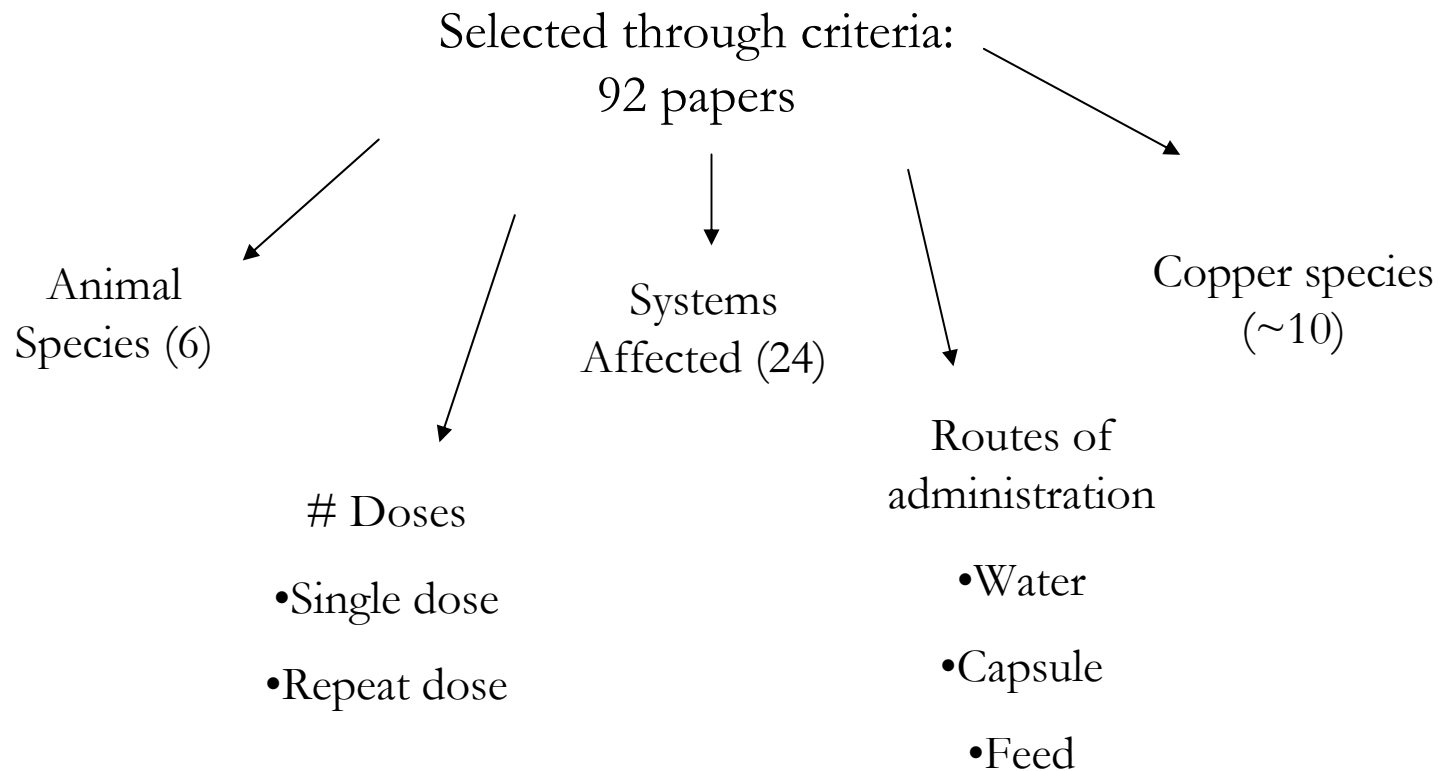 Selected through criteria:
92 papers
Animal
Species (6)
Systems
Affected (24)
Copper species
(~10)
# Doses
•Single dose
•Repeat dose
Routes of
administration
•Water
•Capsule
•Feed